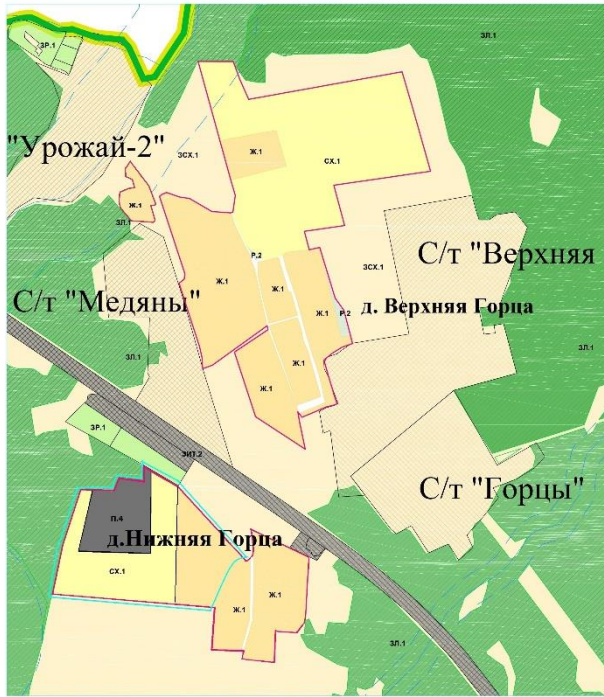 ЗЛ.1
ЗР.1
"Урожай-2"
ЗСХ.1
Ж.1
СХ.1
Ж.1
ЗЛ.1
Р.2
С/т "Верхняя
ЗСХ.1
Ж.1
Ж.1
С/т "Медяны"
Ж.1
Р.2
д. Верхняя Горца
ЗЛ.1
ЗЛ.1
Ж.1
Ж.1
ЗР.1
ЗИТ.2
С/т "Горцы"
П.4
д.Нижняя Горца
СХ.1
Ж.1
Ж.1
ЗЛ.1